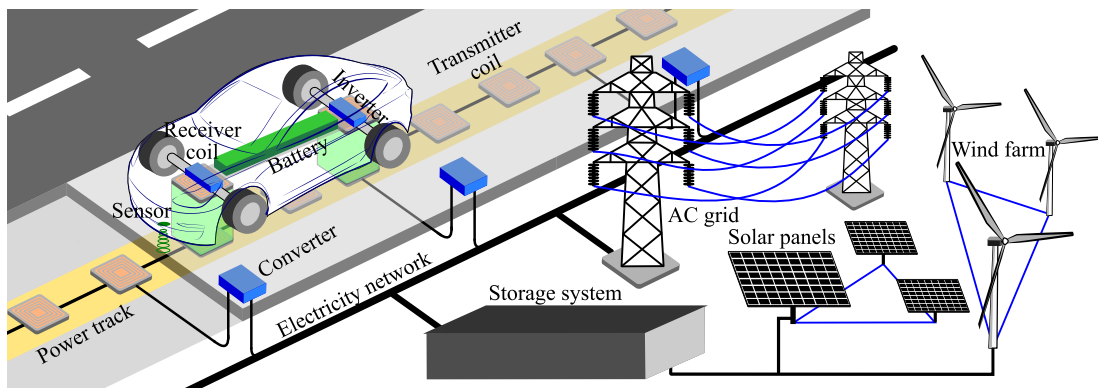 Transmitter
coil
Inverter
Receiver
coil
Battery
Sensor
Converter
Electricity network
Power track
AC grid
Wind farm
Solar panels
Storage system